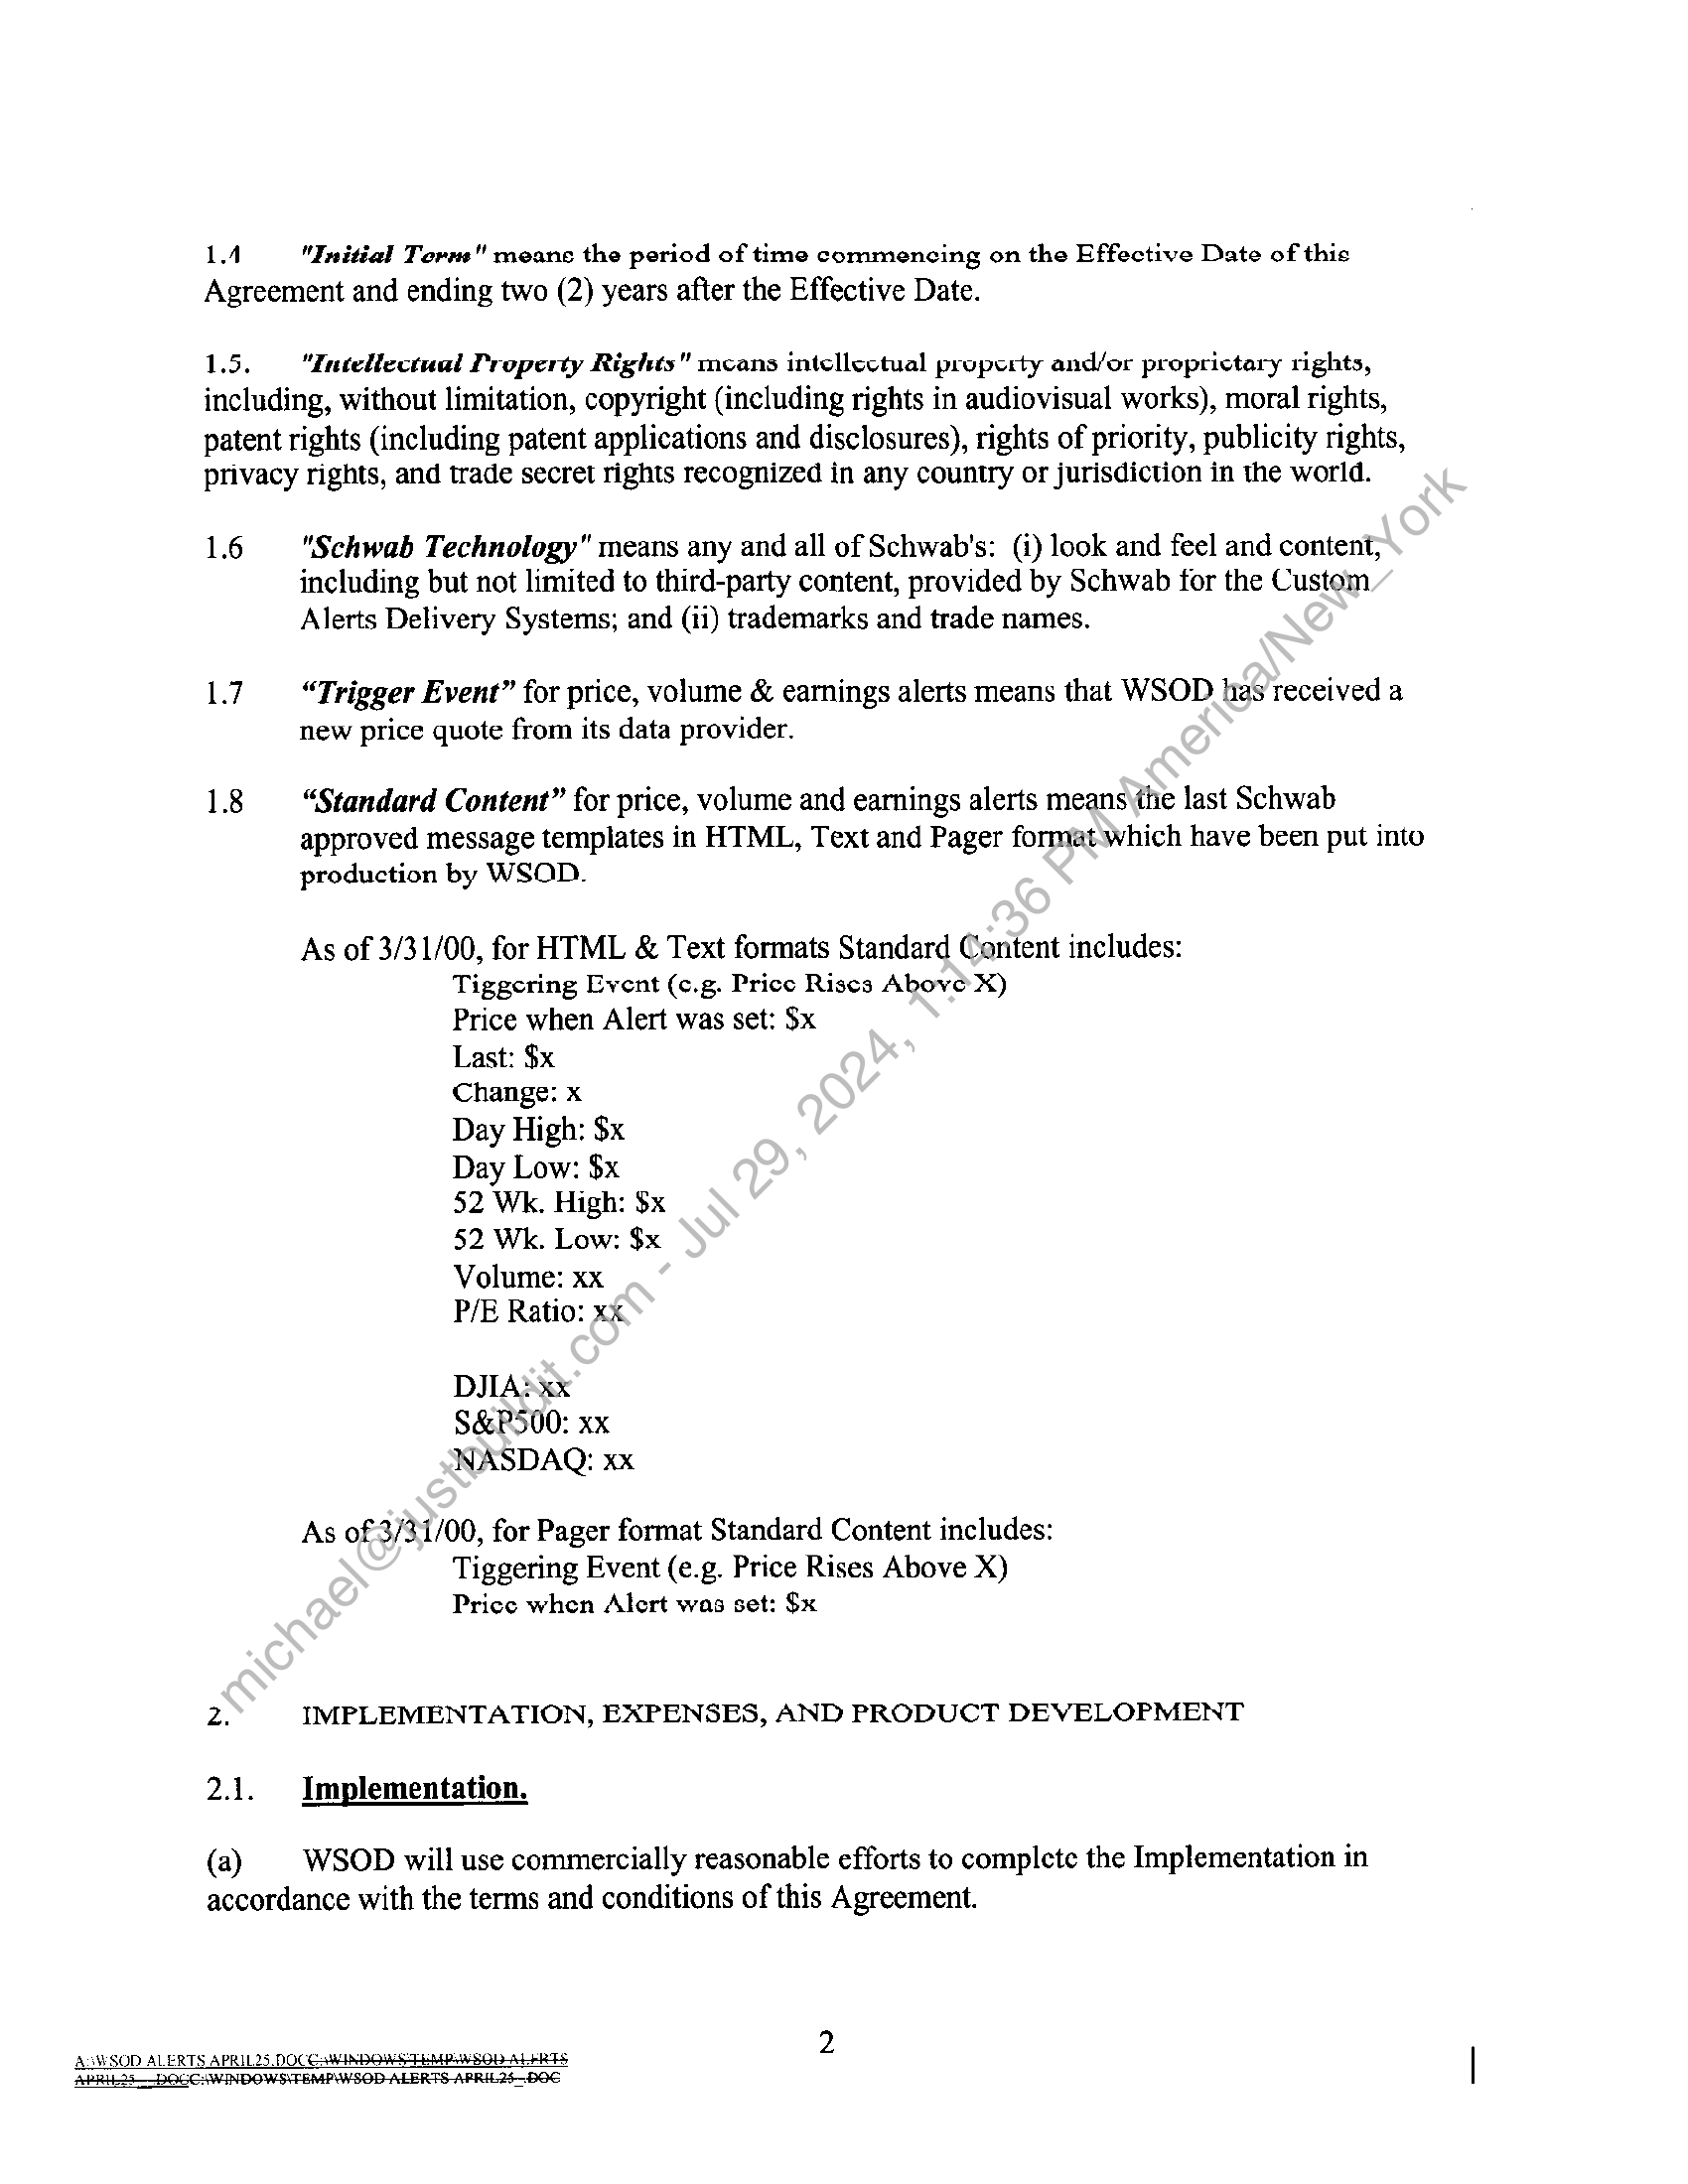 1.4 "Initial Term" means the period of time commencing on the Effective Date of this
Agreement and ending two (2) years after the Effective Date.
1.5. "Intellectual Property Rights" means intellectual property and/or proprietary rights,
including, without limitation, copyright (including rights in audiovisual works), moral rights,
patent rights (including patent applications and disclosures), rights of priority, publicity rights,
privacy rights, and trade secret rights recognized in any country or jurisdiction in the world.
1.6 "Schwab Technology" means any and all of Schwab's: (i) look and feel and content,
including but not limited to third-party content, provided by Schwab for the Custom
Alerts Delivery Systems; and (ii) trademarks and trade names.
1.7 “Trigger Event” for price, volume & earnings alerts means that WSOD has received a
new price quote from its data provider.
1.8 “Standard Content” for price, volume and earnings alerts means the last Schwab
approved message templates in HTML, Text and Pager format which have been put into
production by WSOD.
As of 3/31/00, for HTML & Text formats Standard Content includes:
Tiggering Event (e.g. Price Rises Above X)
Price when Alert was set: $x
Last: $x
Change: x
Day High: $x
Day Low: $x
52 Wk. High: $x
52 Wk. Low: $x
Volume: xx
P/E Ratio: xx
DJIA: xx
S&P500: xx
NASDAQ: xx
As of 3/31/00, for Pager format Standard Content includes:
Tiggering Event (e.g. Price Rises Above X)
Price when Alert was set: $x
2. IMPLEMENTATION, EXPENSES, AND PRODUCT DEVELOPMENT
2.1. Implementation.
(a) WSOD will use commercially reasonable efforts to complete the Implementation in
accordance with the terms and conditions of this Agreement.
2
A:\WSOD ALERTS APRIL25.DOCC:\WINDOWS\TEMP\WSOD ALERTS
APRIL25_ .DOCC:\WINDOWS\TEMP\WSOD ALERTS APRIL25_.DOC
michael@justbuildit.com - Jul 29, 2024, 1:14:36 PM America/New_York